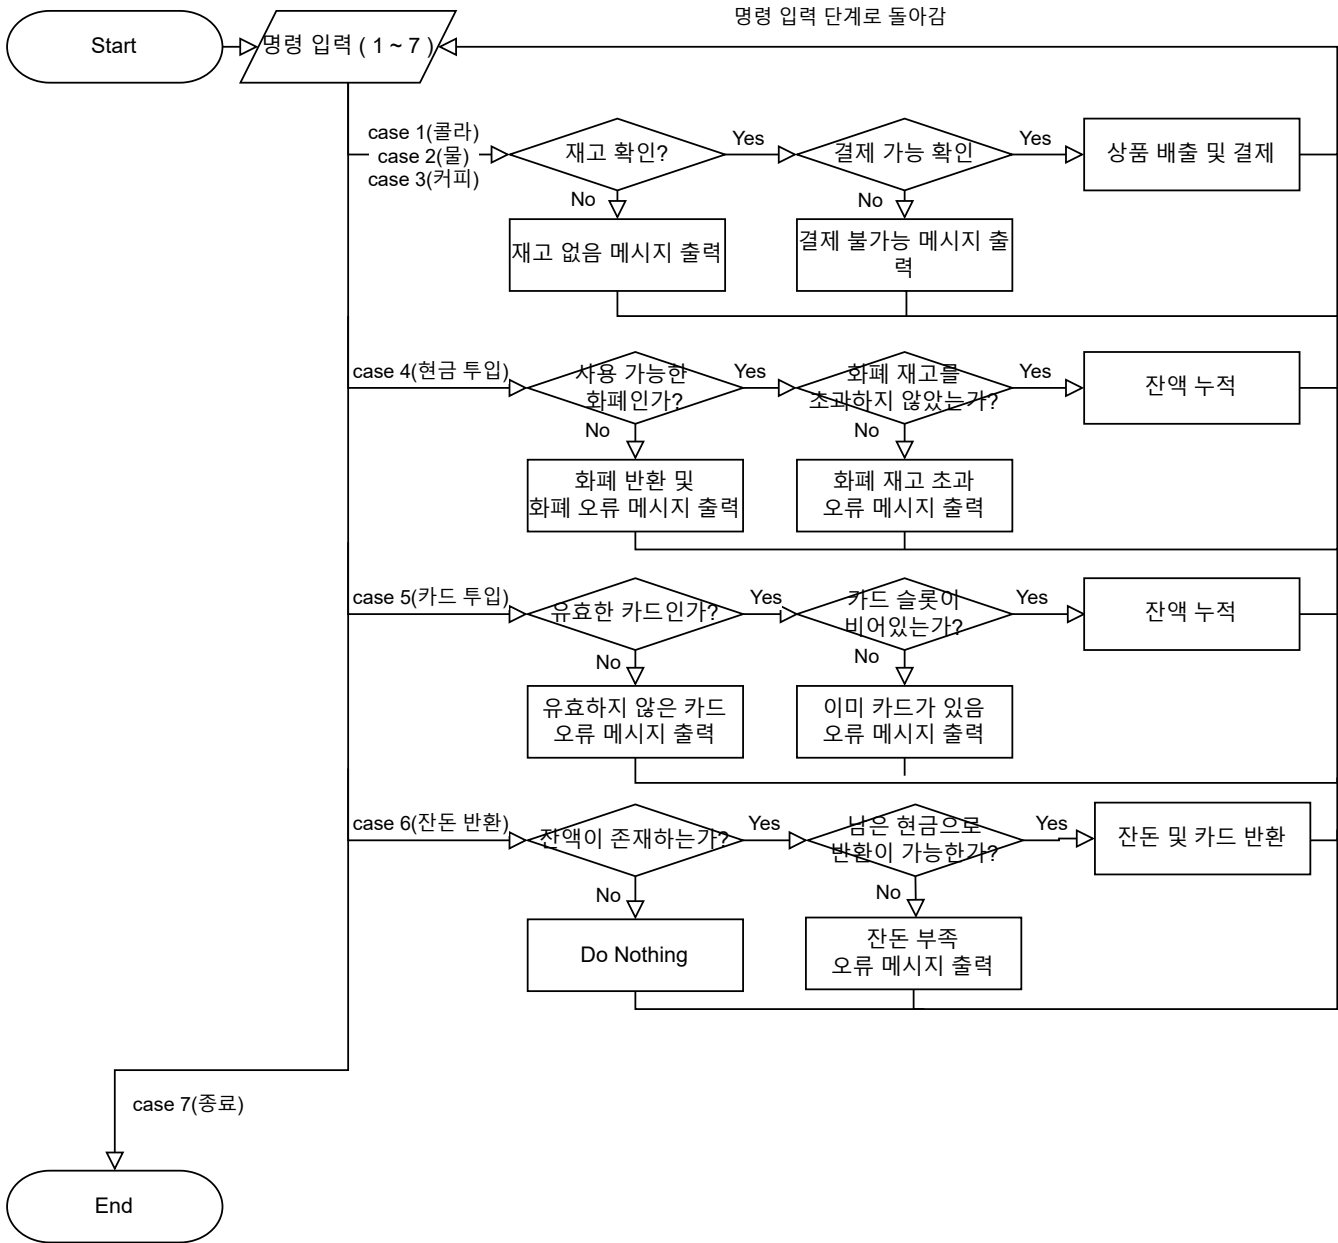 명령 입력 단계로 돌아감
Start
명령 입력 ( 1 ~ 7 )
case 1(콜라)
case 2(물)
case 3(커피)
재고 확인?
Yes
결제 가능 확인
Yes
상품 배출 및 결제
No
No
재고 없음 메시지 출력
결제 불가능 메시지 출
력
case 4(현금 투입)
사용 가능한
화폐인가?
Yes
화폐 재고를
초과하지 않았는가?
Yes
잔액 누적
No
No
화폐 반환 및
화폐 오류 메시지 출력
화폐 재고 초과
오류 메시지 출력
case 5(카드 투입)
유효한 카드인가?
Yes
카드 슬롯이
비어있는가?
Yes
잔액 누적
No
No
유효하지 않은 카드
오류 메시지 출력
이미 카드가 있음
오류 메시지 출력
case 6(잔돈 반환)
잔액이 존재하는가?
Yes
남은 현금으로
반환이 가능한가?
Yes
잔돈 및 카드 반환
No
No
Do Nothing
잔돈 부족
오류 메시지 출력
case 7(종료)
End